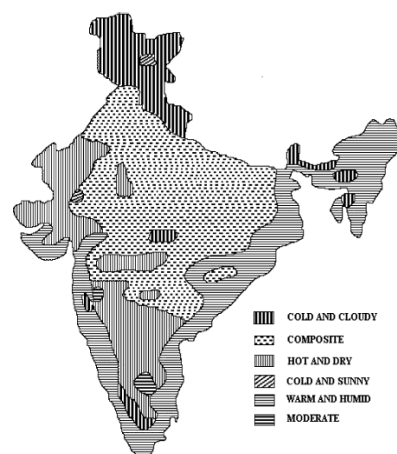 COLD AND CLOUDY
COMPOSITE
HOT AND DRY
COLD AND SUNNY
WARM AND HUMID
MODERATE